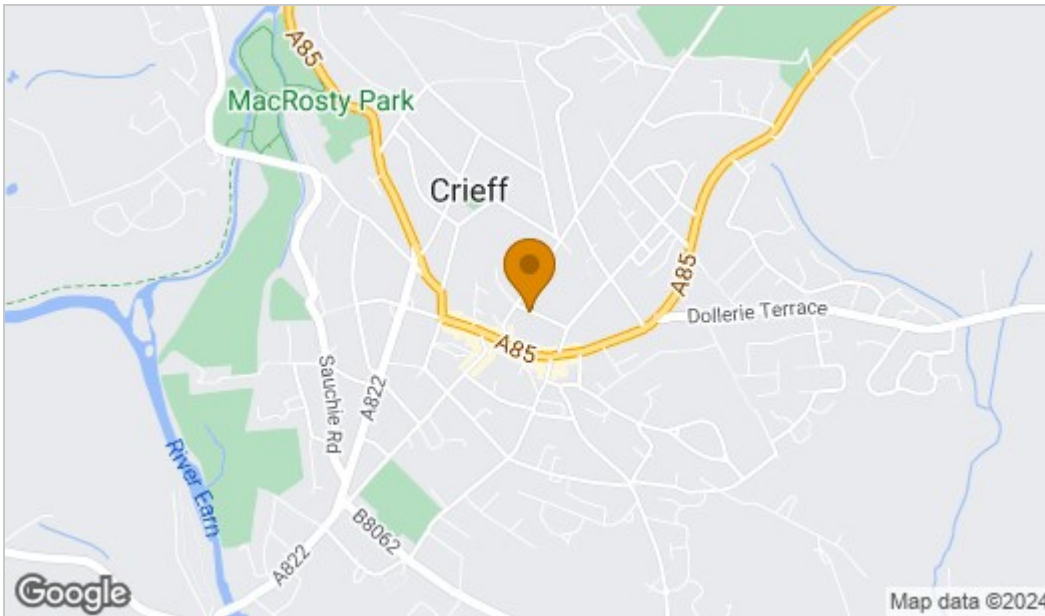 A85
MacRosty Park
Crieff
A85
Dollerie Terrace
A85
Sauchie Rd
A822
River Earn
B8062
A822
Google
Map data ©2024